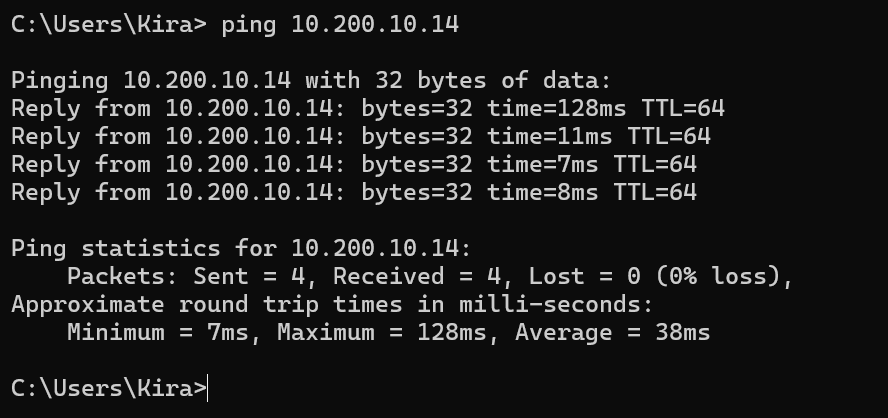 C:\Users\Kira> ping 10.200.10.14
Pinging 10.200.10.14 with 32 bytes of data:
Reply from 10.200.10.14: bytes=32 time=128ms TTL=64
Reply from 10.200.10.14: bytes=32 time=11ms TTL=64
Reply from 10.200.10.14: bytes=32 time=7ms TTL=64
Reply from 10.200.10.14: bytes=32 time=8ms TTL=64
Ping statistics for 10.200.10.14:
    Packets: Sent = 4, Received = 4, Lost = 0 (0% loss),
Approximate round trip times in milli-seconds:
    Minimum = 7ms, Maximum = 128ms, Average = 38ms
C:\Users\Kira>